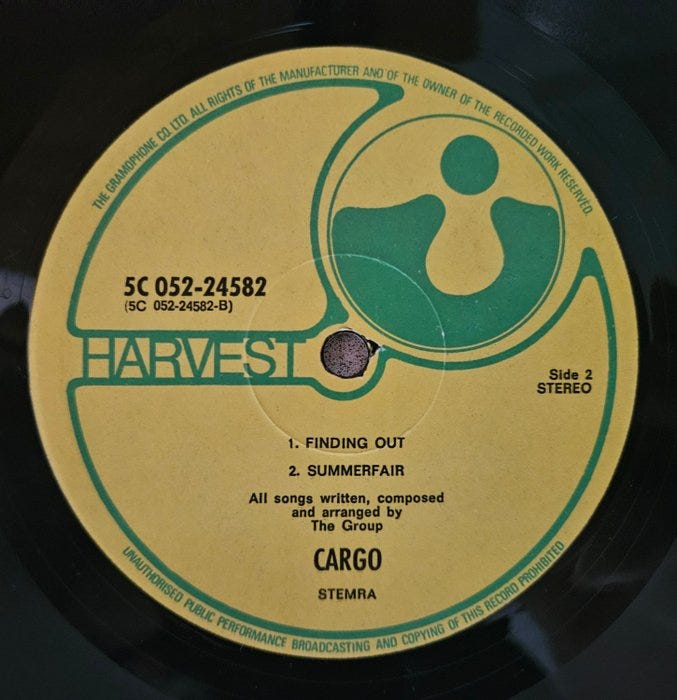 THE GRAMOPHONE CO. LTD. ALL RIGHTS OF THE MANUFACTURER AND OF THE OWNER OF THE RECORDED WORK RESERVED.
5C 052-24582
(5C 052-24582-B)
HARVEST
Side 2
STEREO
1. FINDING OUT
2. SUMMERFAIR
All songs written, composed
and arranged by
The Group
CARGO
STEMRA
UNAUTHORISED PUBLIC PERFORMANCE BROADCASTING AND COPYING OF THIS RECORD PROHIBITED